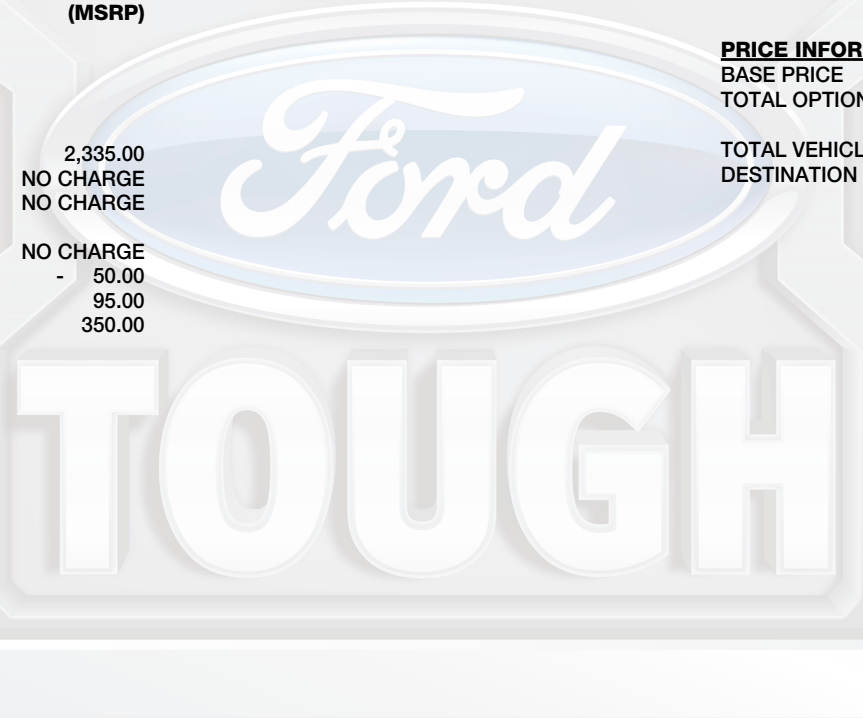 (MSRP)
2,335.00
NO CHARGE
NO CHARGE
NO CHARGE
- 50.00
95.00
350.00
PRICE INFOR
BASE PRICE
TOTAL OPTION
TOTAL VEHICL
DESTINATION
Ford
TOUGH